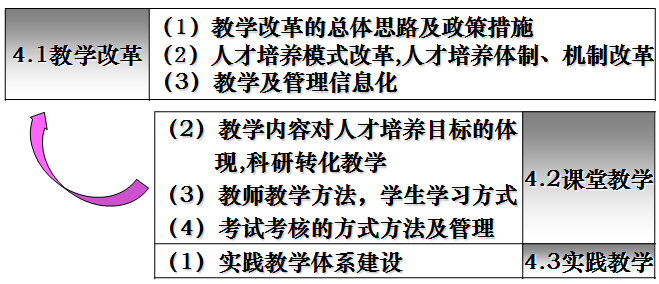 4.1教学改革
（1）教学改革的总体思路及政策措施
（2）人才培养模式改革,人才培养体制、机制改革
（3）教学及管理信息化
（2）教学内容对人才培养目标的体
现,科研转化教学
（3）教师教学方法，学生学习方式
（4）考试考核的方式方法及管理
4.2课堂教学
（1）实践教学体系建设
4.3实践教学